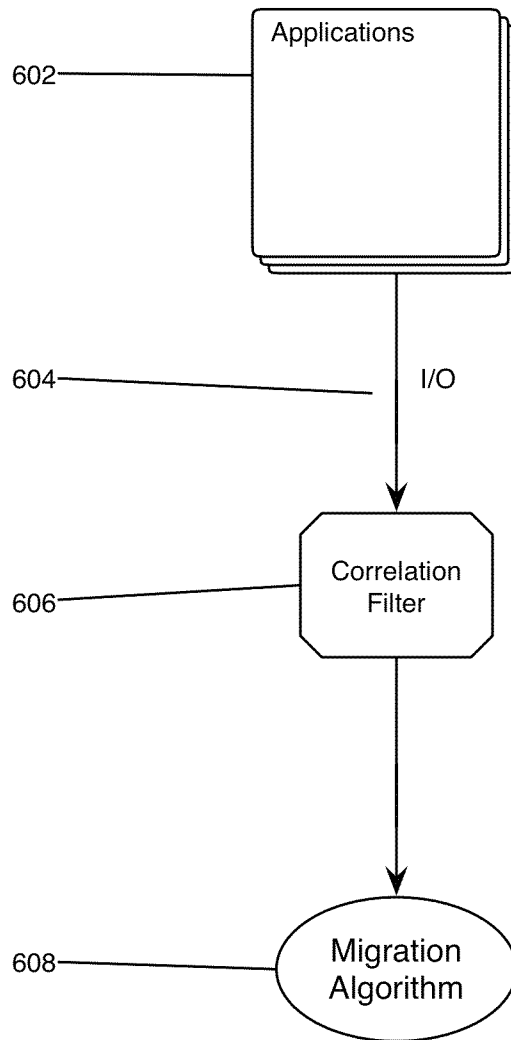 Applications
602
604
I/O
Correlation
Filter
606
Migration
Algorithm
608